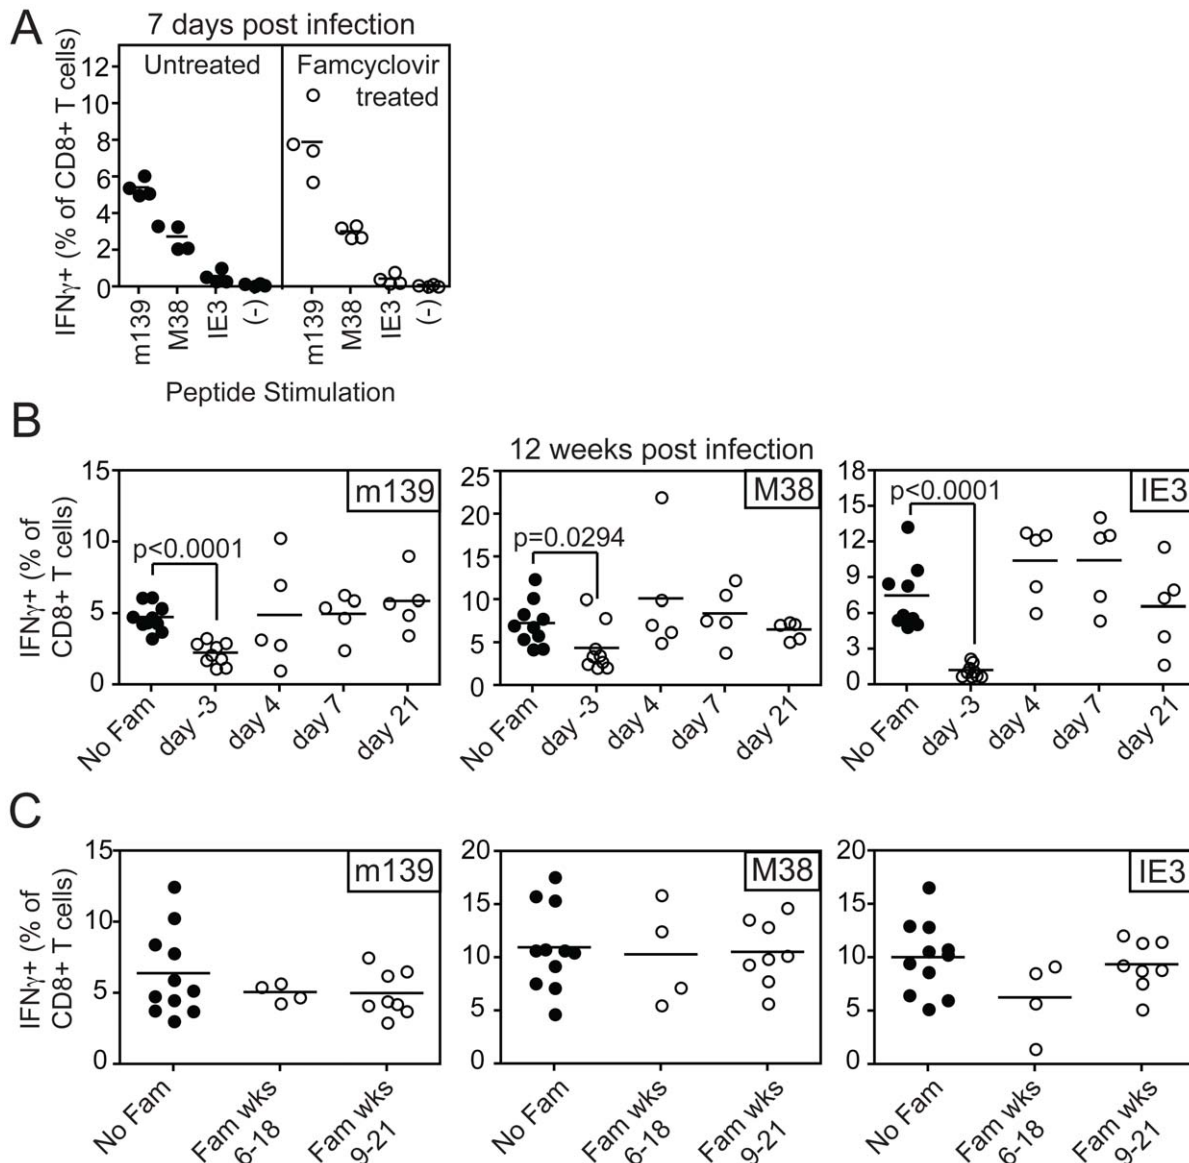 A
7 days post infection
Untreated
Famcyclovir
treated
IFNγ+ (% of CD8+ T cells)
12
10
8
6
4
2
0
m139
M38
IE3
(-)
m139
M38
IE3
(-)
Peptide Stimulation
B
12 weeks post infection
IFNγ+ (% of
CD8+ T cells)
15
10
5
0
m139
p<0.0001
No Fam
day -3
day 4
day 7
day 21
25
20
15
10
5
0
M38
p=0.0294
No Fam
day -3
day 4
day 7
day 21
18
15
12
9
6
3
0
IE3
p<0.0001
No Fam
day -3
day 4
day 7
day 21
C
IFNγ+ (% of
CD8+ T cells)
15
10
5
0
m139
No Fam
Fam wks
6-18
Fam wks
9-21
20
15
10
5
0
M38
No Fam
Fam wks
6-18
Fam wks
9-21
20
15
10
5
0
IE3
No Fam
Fam wks
6-18
Fam wks
9-21